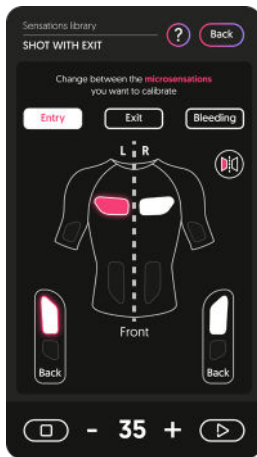 Sensations library
SHOT WITH EXIT
?
Back
Change between the microsensations
you want to calibrate
Entry
Exit
Bleeding
L R
Front
Back
Back
- 35 +